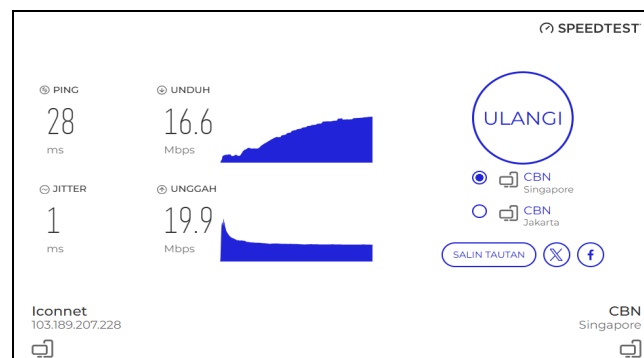 SPEEDTEST
PING
28
ms
UNDUH
16.6
Mbps
JITTER
1
ms
UNGGAH
19.9
Mbps
ULANGI
CBN
Singapore
CBN
Jakarta
SALIN TAUTAN
Iconnet
103.189.207.228
CBN
Singapore